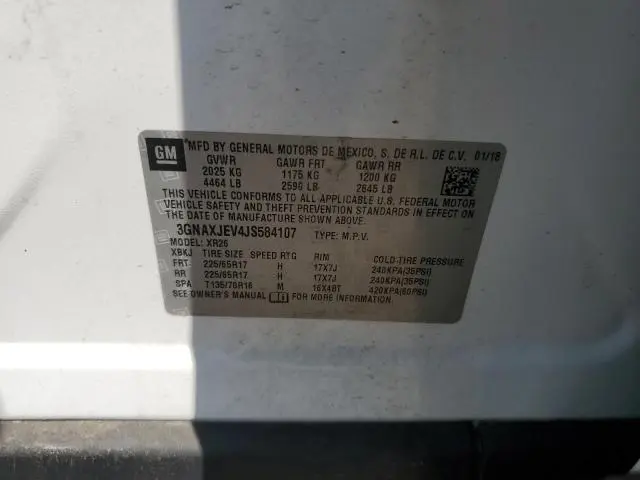 GM
MFD BY GENERAL MOTORS DE MEXICO, S. DE R.L. DE C.V. 01/18
GVWR GAWR FRT GAWR RR
2025 KG 1175 KG 1200 KG
4464 LB 2590 LB 2645 LB
THIS VEHICLE CONFORMS TO ALL APPLICABLE U.S. FEDERAL MOTOR
VEHICLE SAFETY AND THEFT PREVENTION STANDARDS IN EFFECT ON
THE DATE OF MANUFACTURE SHOWN ABOVE.
3GNAXJEV4JS584107 TYPE: M.P.V.
MODEL: XR26
XBKJ TIRE SIZE SPEED RTG RIM COLD TIRE PRESSURE
FRT 225/65R17 H 17X7J 240KPA(35PSI)
RR 225/65R17 H 17X7J 240KPA(35PSI)
SPA T135/70R16 M 16X4BT 420KPA(60PSI)
SEE OWNER'S MANUAL FOR MORE INFORMATION.